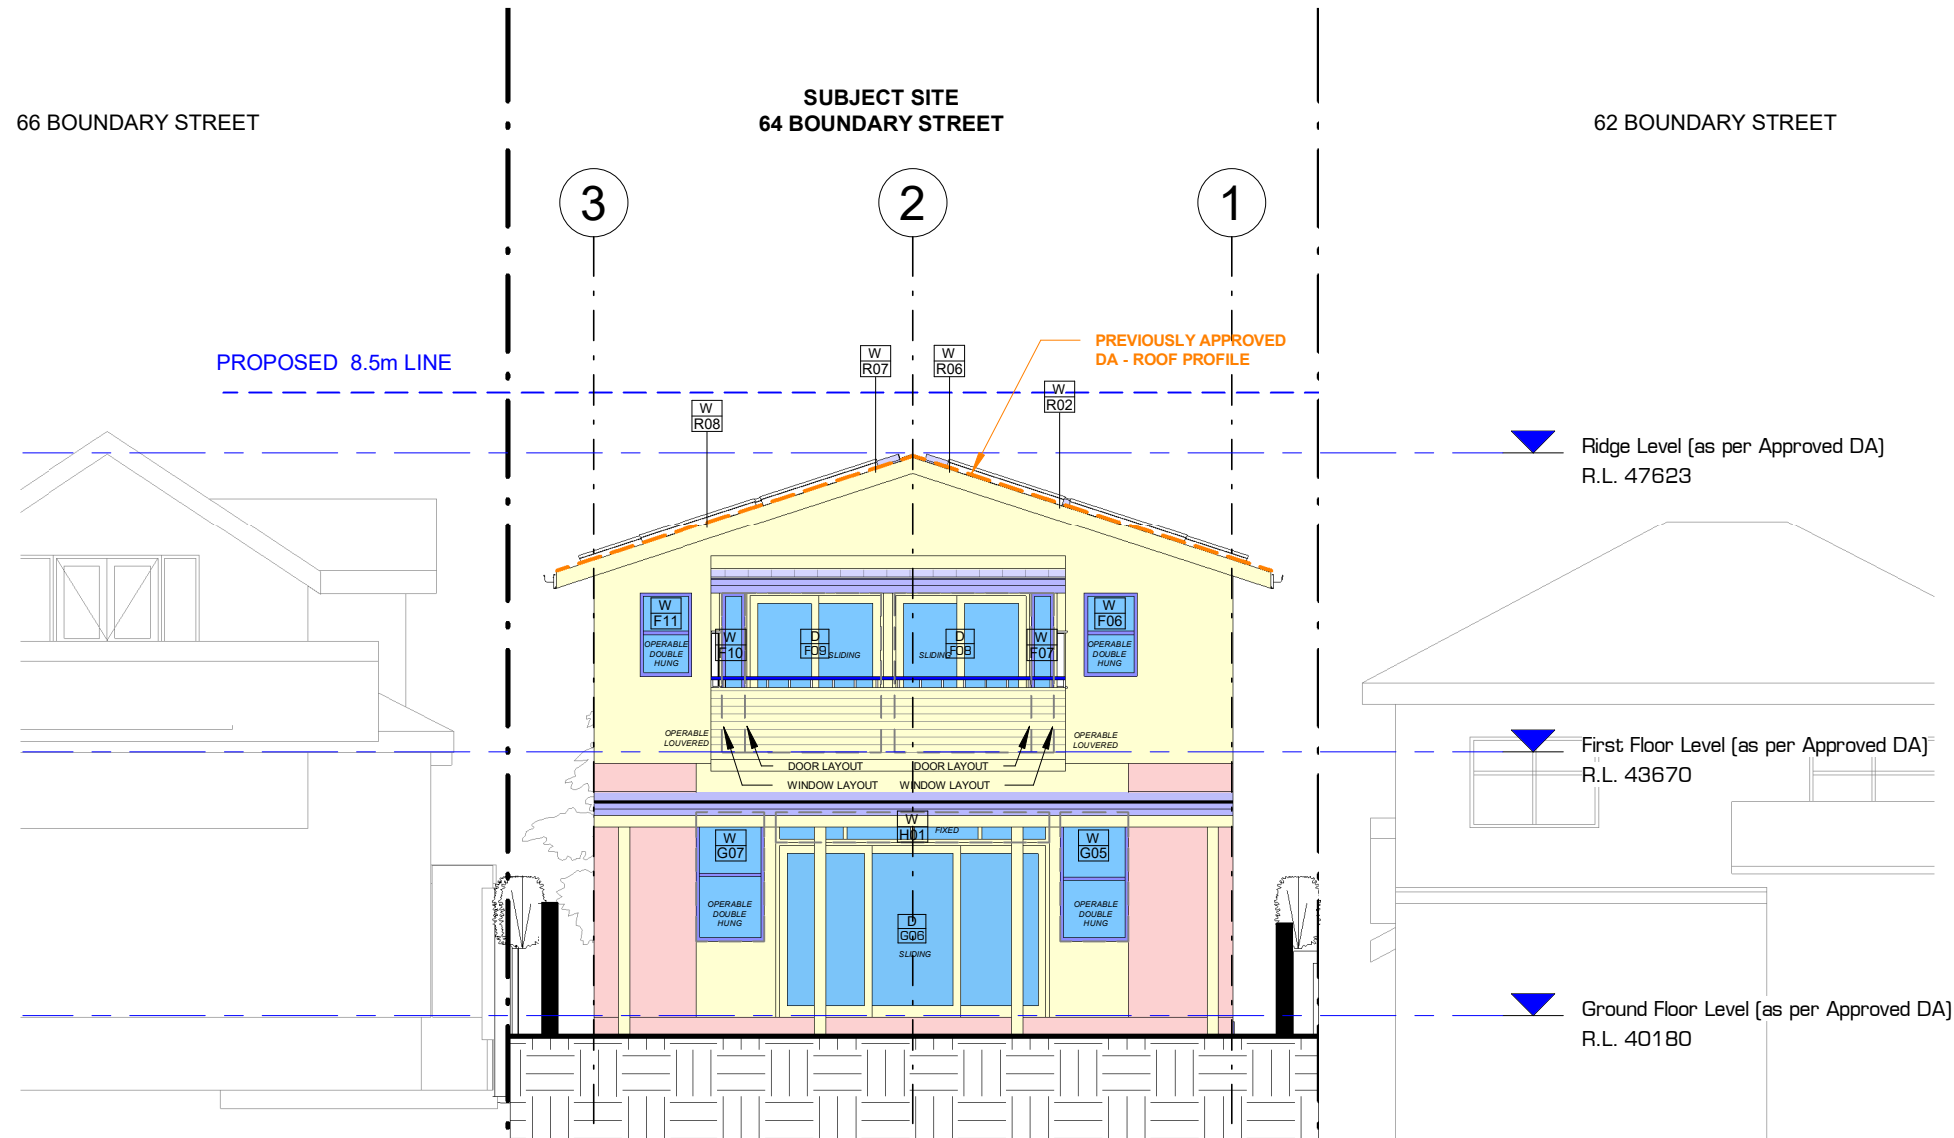 SUBJECT SITE
64 BOUNDARY STREET
66 BOUNDARY STREET
62 BOUNDARY STREET
3
2
1
PROPOSED 8.5m LINE
PREVIOUSLY APPROVED
DA - ROOF PROFILE
W
R07
W
R06
W
R02
W
R08
Ridge Level (as per Approved DA)
R.L. 47623
W
F11
OPERABLE
DOUBLE
HUNG
W
F10
D
F09
SLIDING
D
F08
SLIDING
W
F07
W
F06
OPERABLE
DOUBLE
HUNG
OPERABLE
LOUVERED
OPERABLE
LOUVERED
DOOR LAYOUT
DOOR LAYOUT
WINDOW LAYOUT
WINDOW LAYOUT
First Floor Level (as per Approved DA)
R.L. 43670
W
H01
FIXED
W
G07
OPERABLE
DOUBLE
HUNG
W
G05
OPERABLE
DOUBLE
HUNG
D
G06
SLIDING
Ground Floor Level (as per Approved DA)
R.L. 40180